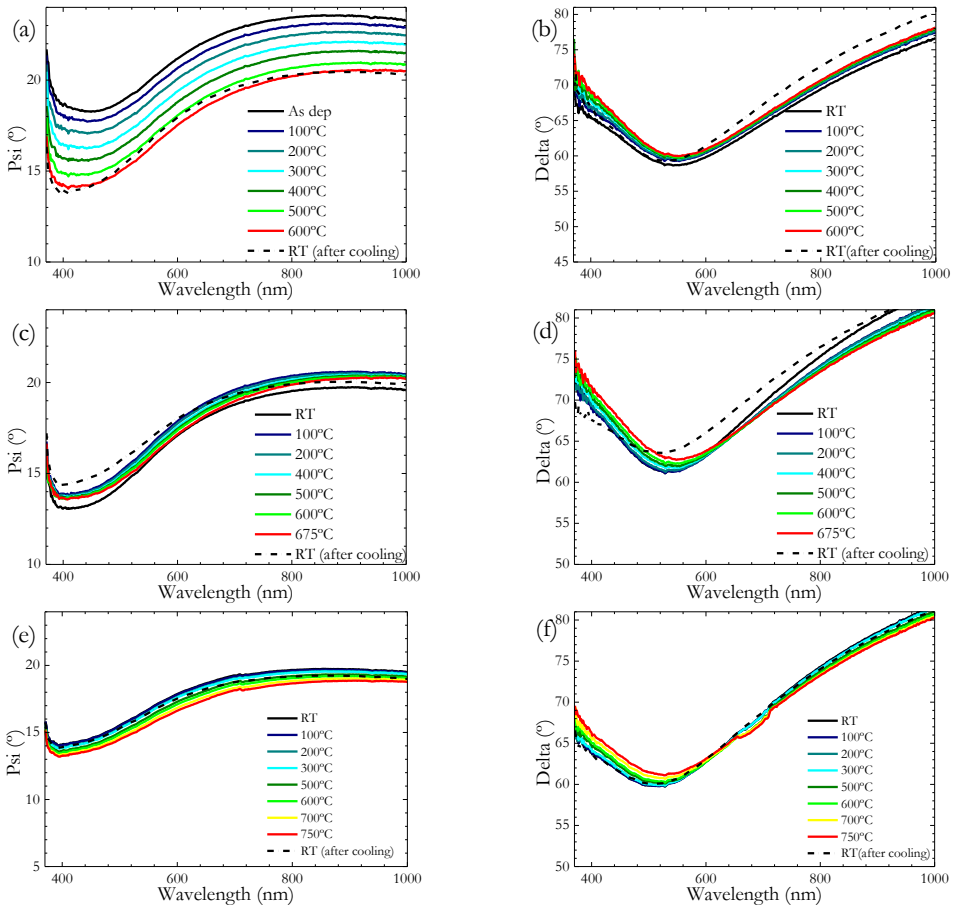 (a)
Psi (º)
20
15
10
400
600
800
1000
Wavelength (nm)
As dep
100ºC
200ºC
300ºC
400ºC
500ºC
600ºC
RT (after cooling)
(b)
Delta (º)
80
75
70
65
60
55
50
45
400
600
800
1000
Wavelength (nm)
RT
100ºC
200ºC
300ºC
400ºC
500ºC
600ºC
RT(after cooling)
(c)
Psi (º)
20
15
10
400
600
800
1000
Wavelength (nm)
RT
100ºC
200ºC
400ºC
500ºC
600ºC
675ºC
RT (after cooling)
(d)
Delta (º)
80
75
70
65
60
55
50
400
600
800
1000
Wavelength (nm)
RT
100ºC
200ºC
400ºC
500ºC
600ºC
675ºC
RT (after cooling)
(e)
Psi (º)
20
15
10
5
400
600
800
1000
Wavelength (nm)
RT
100ºC
200ºC
300ºC
500ºC
600ºC
700ºC
750ºC
RT (after cooling)
(f)
Delta (º)
80
75
70
65
60
55
50
400
600
800
1000
Wavelength (nm)
RT
100ºC
200ºC
300ºC
500ºC
600ºC
700ºC
750ºC
RT (after cooling)